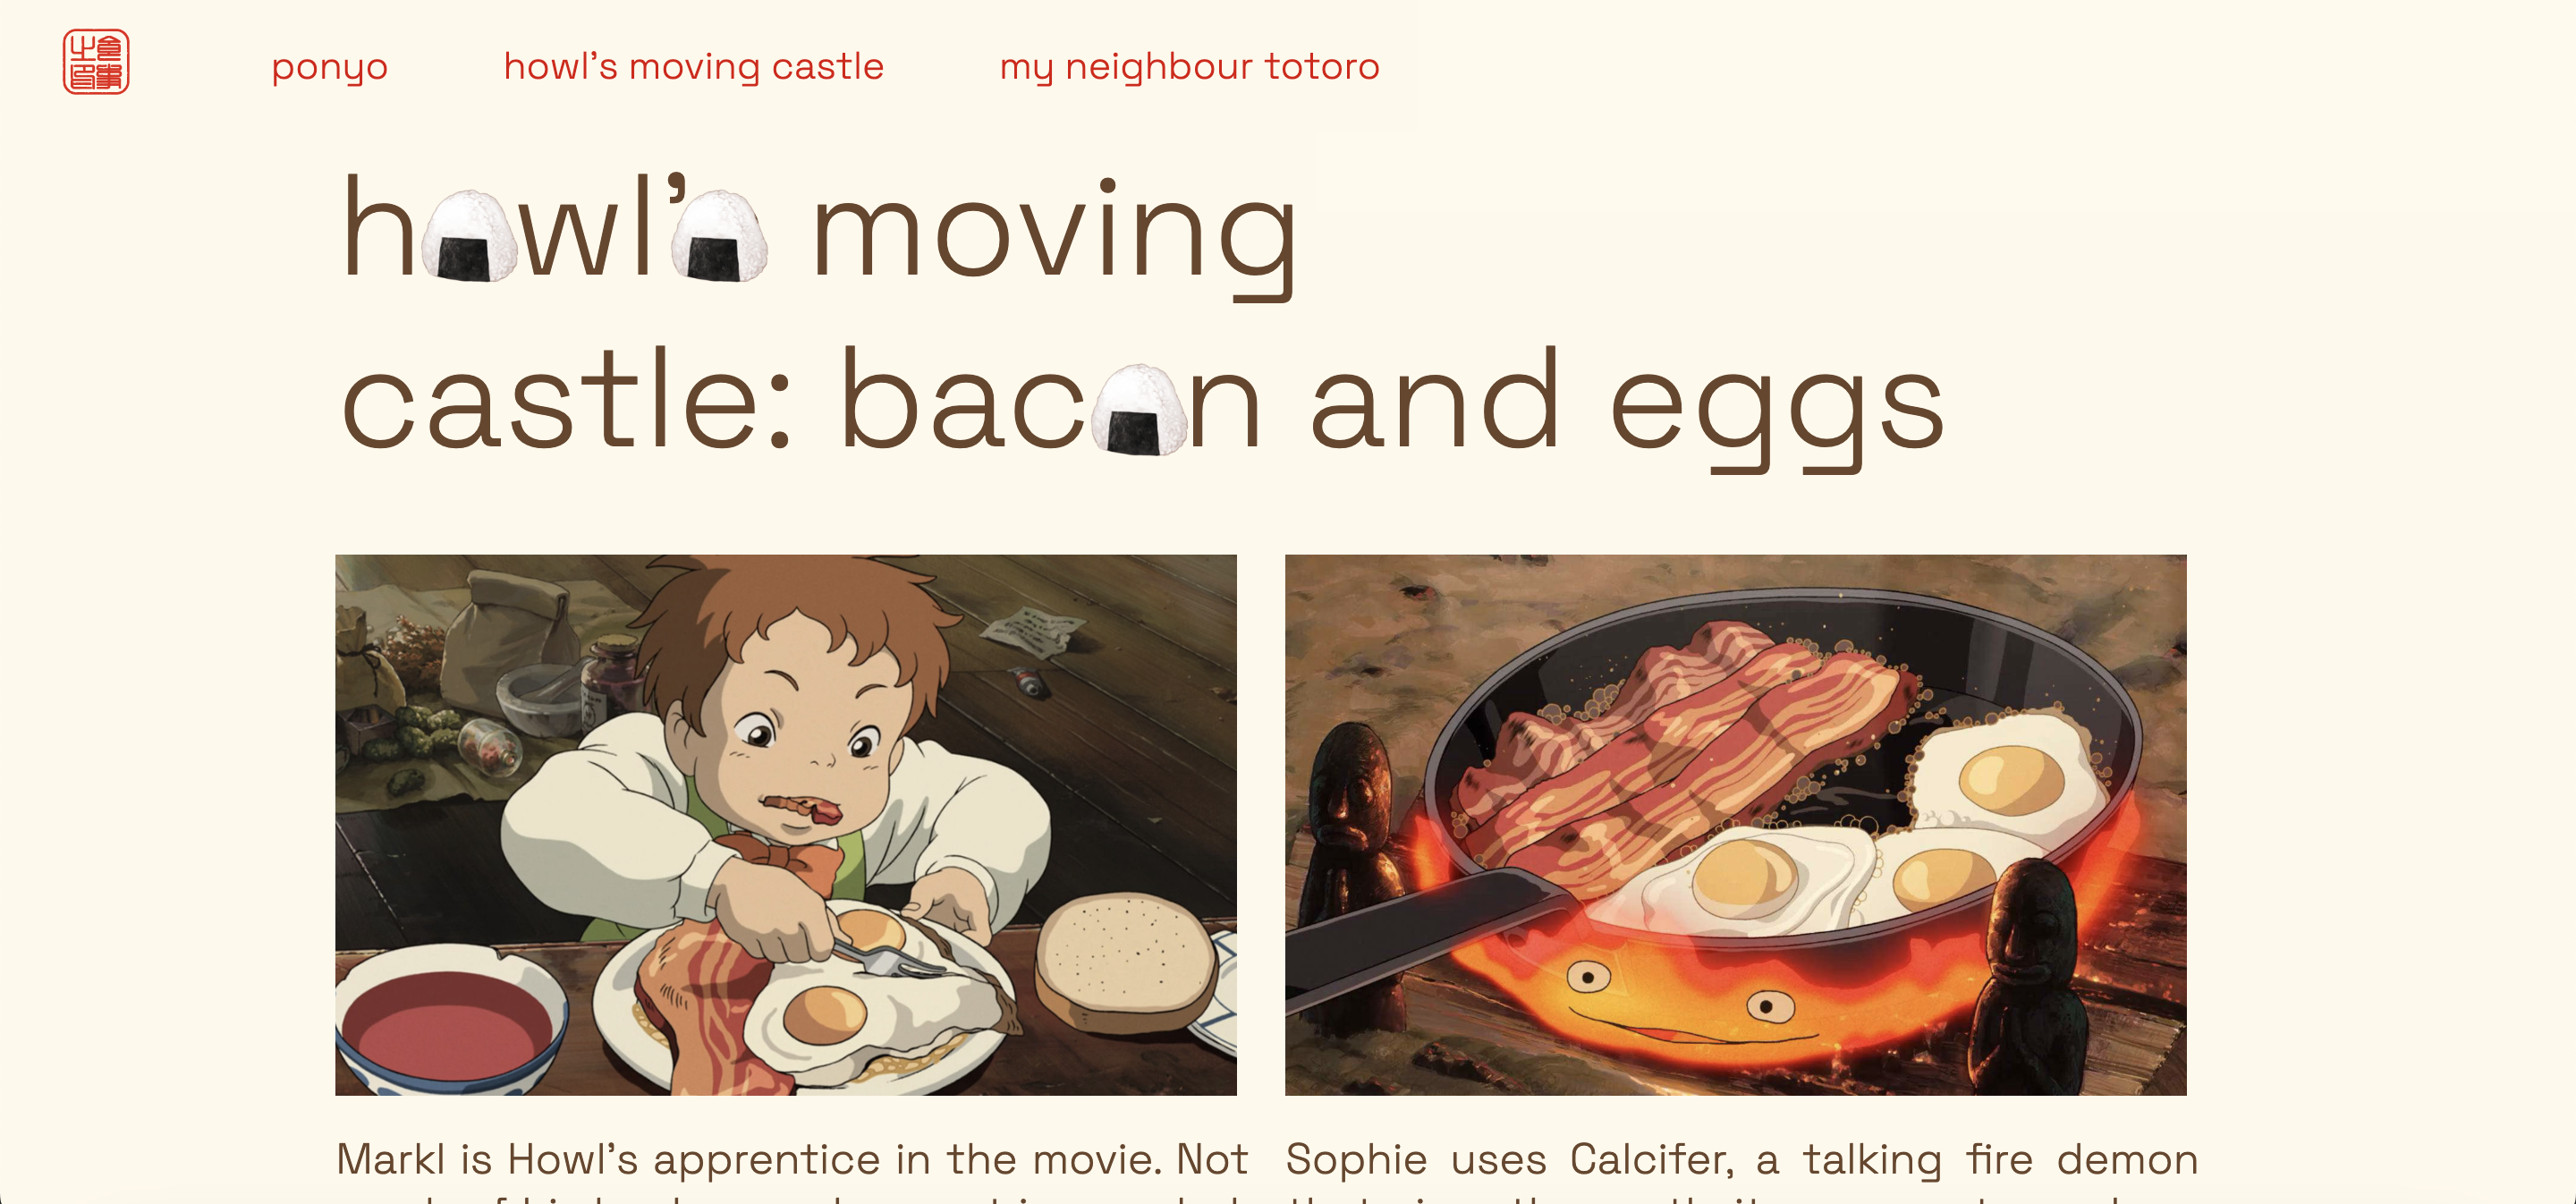 ponyo
howl’s moving castle
my neighbour totoro
h🍙wl’🍙 moving
castle: bac🍙n and eggs
Markl is Howl’s apprentice in the movie. Not
Sophie uses Calcifer, a talking fire demon